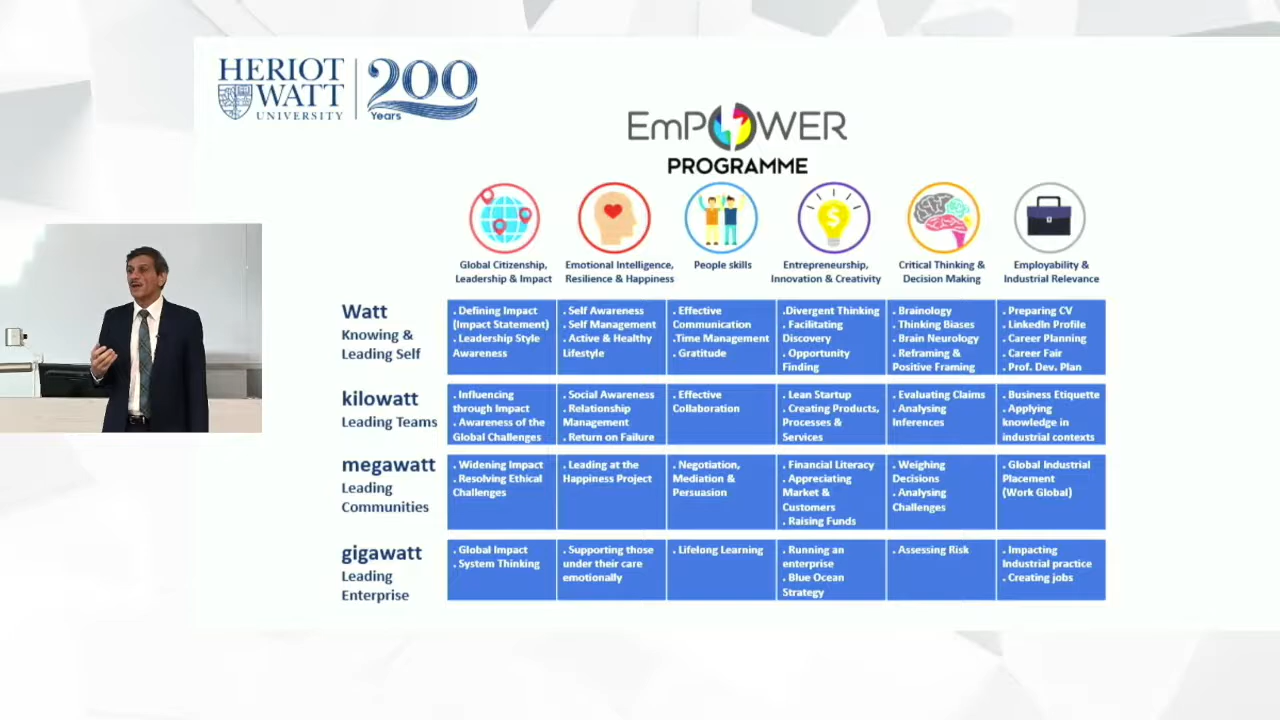 HERIOT
WATT
UNIVERSITY
200
Years
EmPOWER
PROGRAMME
Global Citizenship,
Leadership & Impact
Emotional Intelligence,
Resilience & Happiness
People skills
Entrepreneurship,
Innovation & Creativity
Critical Thinking &
Decision Making
Employability &
Industrial Relevance
Watt
Knowing &
Leading Self
. Defining Impact
(Impact Statement)
. Leadership Style
Awareness
. Self Awareness
. Self Management
. Active & Healthy
Lifestyle
. Effective
Communication
.Time Management
. Gratitude
.Divergent Thinking
. Facilitating
Discovery
. Opportunity
Finding
. Brainology
. Thinking Biases
. Brain Neurology
. Reframing &
Positive Framing
. Preparing CV
. LinkedIn Profile
. Career Planning
. Career Fair
. Prof. Dev. Plan
kilowatt
Leading Teams
. Influencing
through Impact
. Awareness of the
Global Challenges
. Social Awareness
. Relationship
Management
. Return on Failure
. Effective
Collaboration
. Lean Startup
. Creating Products,
Processes &
Services
. Evaluating Claims
. Analysing
Inferences
. Business Etiquette
. Applying
knowledge in
industrial contexts
megawatt
Leading
Communities
. Widening Impact
. Resolving Ethical
Challenges
. Leading at the
Happiness Project
. Negotiation,
Mediation &
Persuasion
. Financial Literacy
. Appreciating
Market &
Customers
. Raising Funds
. Weighing
Decisions
. Analysing
Challenges
. Global Industrial
Placement
(Work Global)
gigawatt
Leading
Enterprise
. Global Impact
. System Thinking
. Supporting those
under their care
emotionally
. Lifelong Learning
. Running an
enterprise
. Blue Ocean
Strategy
. Assessing Risk
. Impacting
Industrial practice
. Creating jobs